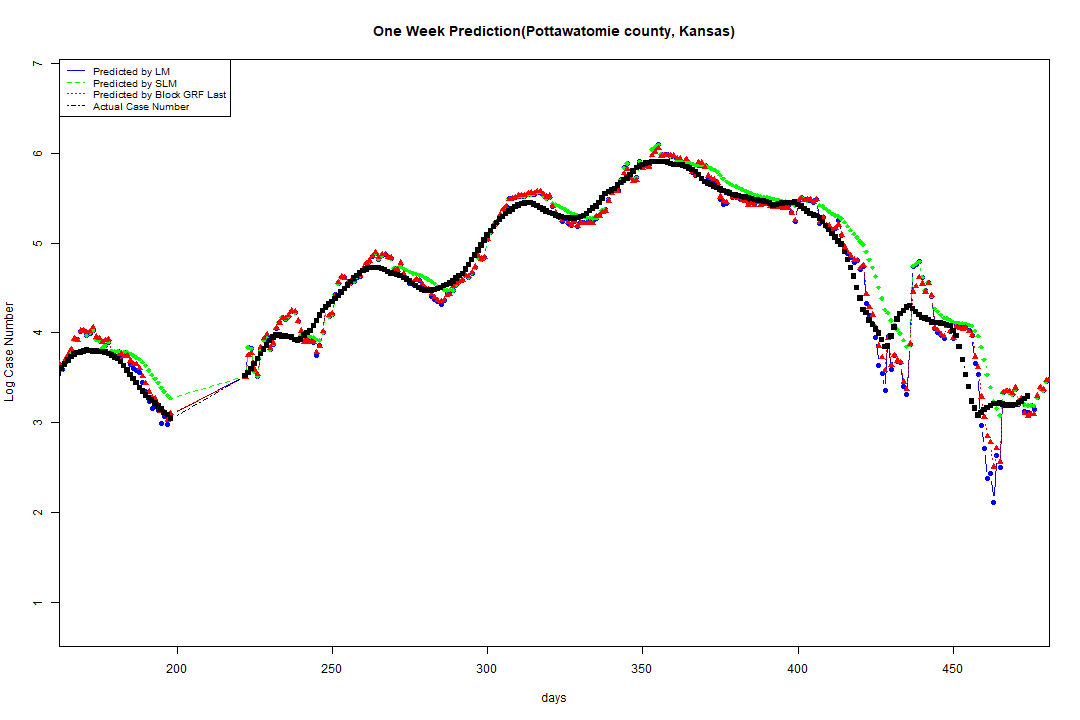 One Week Prediction(Pottawatomie county, Kansas)
Predicted by LM
Predicted by SLM
Predicted by Block GRF Last
Actual Case Number
Log Case Number
7
6
5
4
3
2
1
200 250 300 350 400 450
days